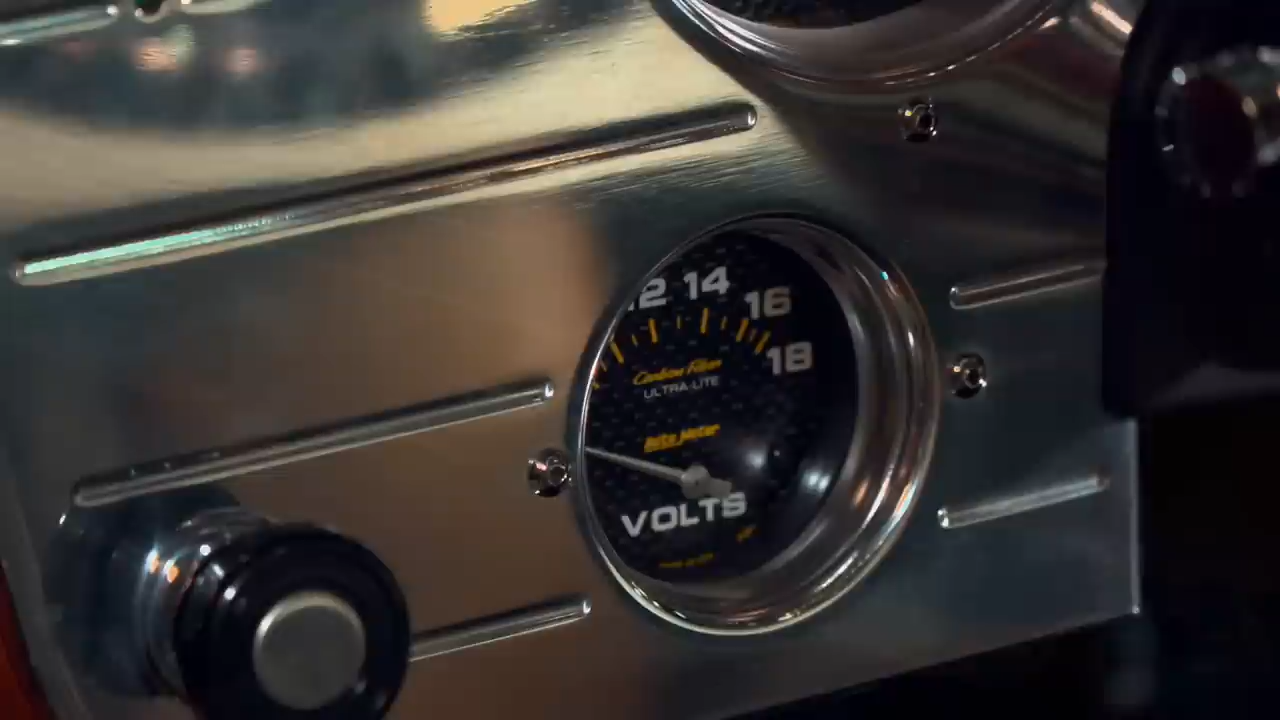 12 14
16
18
Carbon Fiber
ULTRA-LITE
Auto Meter
VOLTS